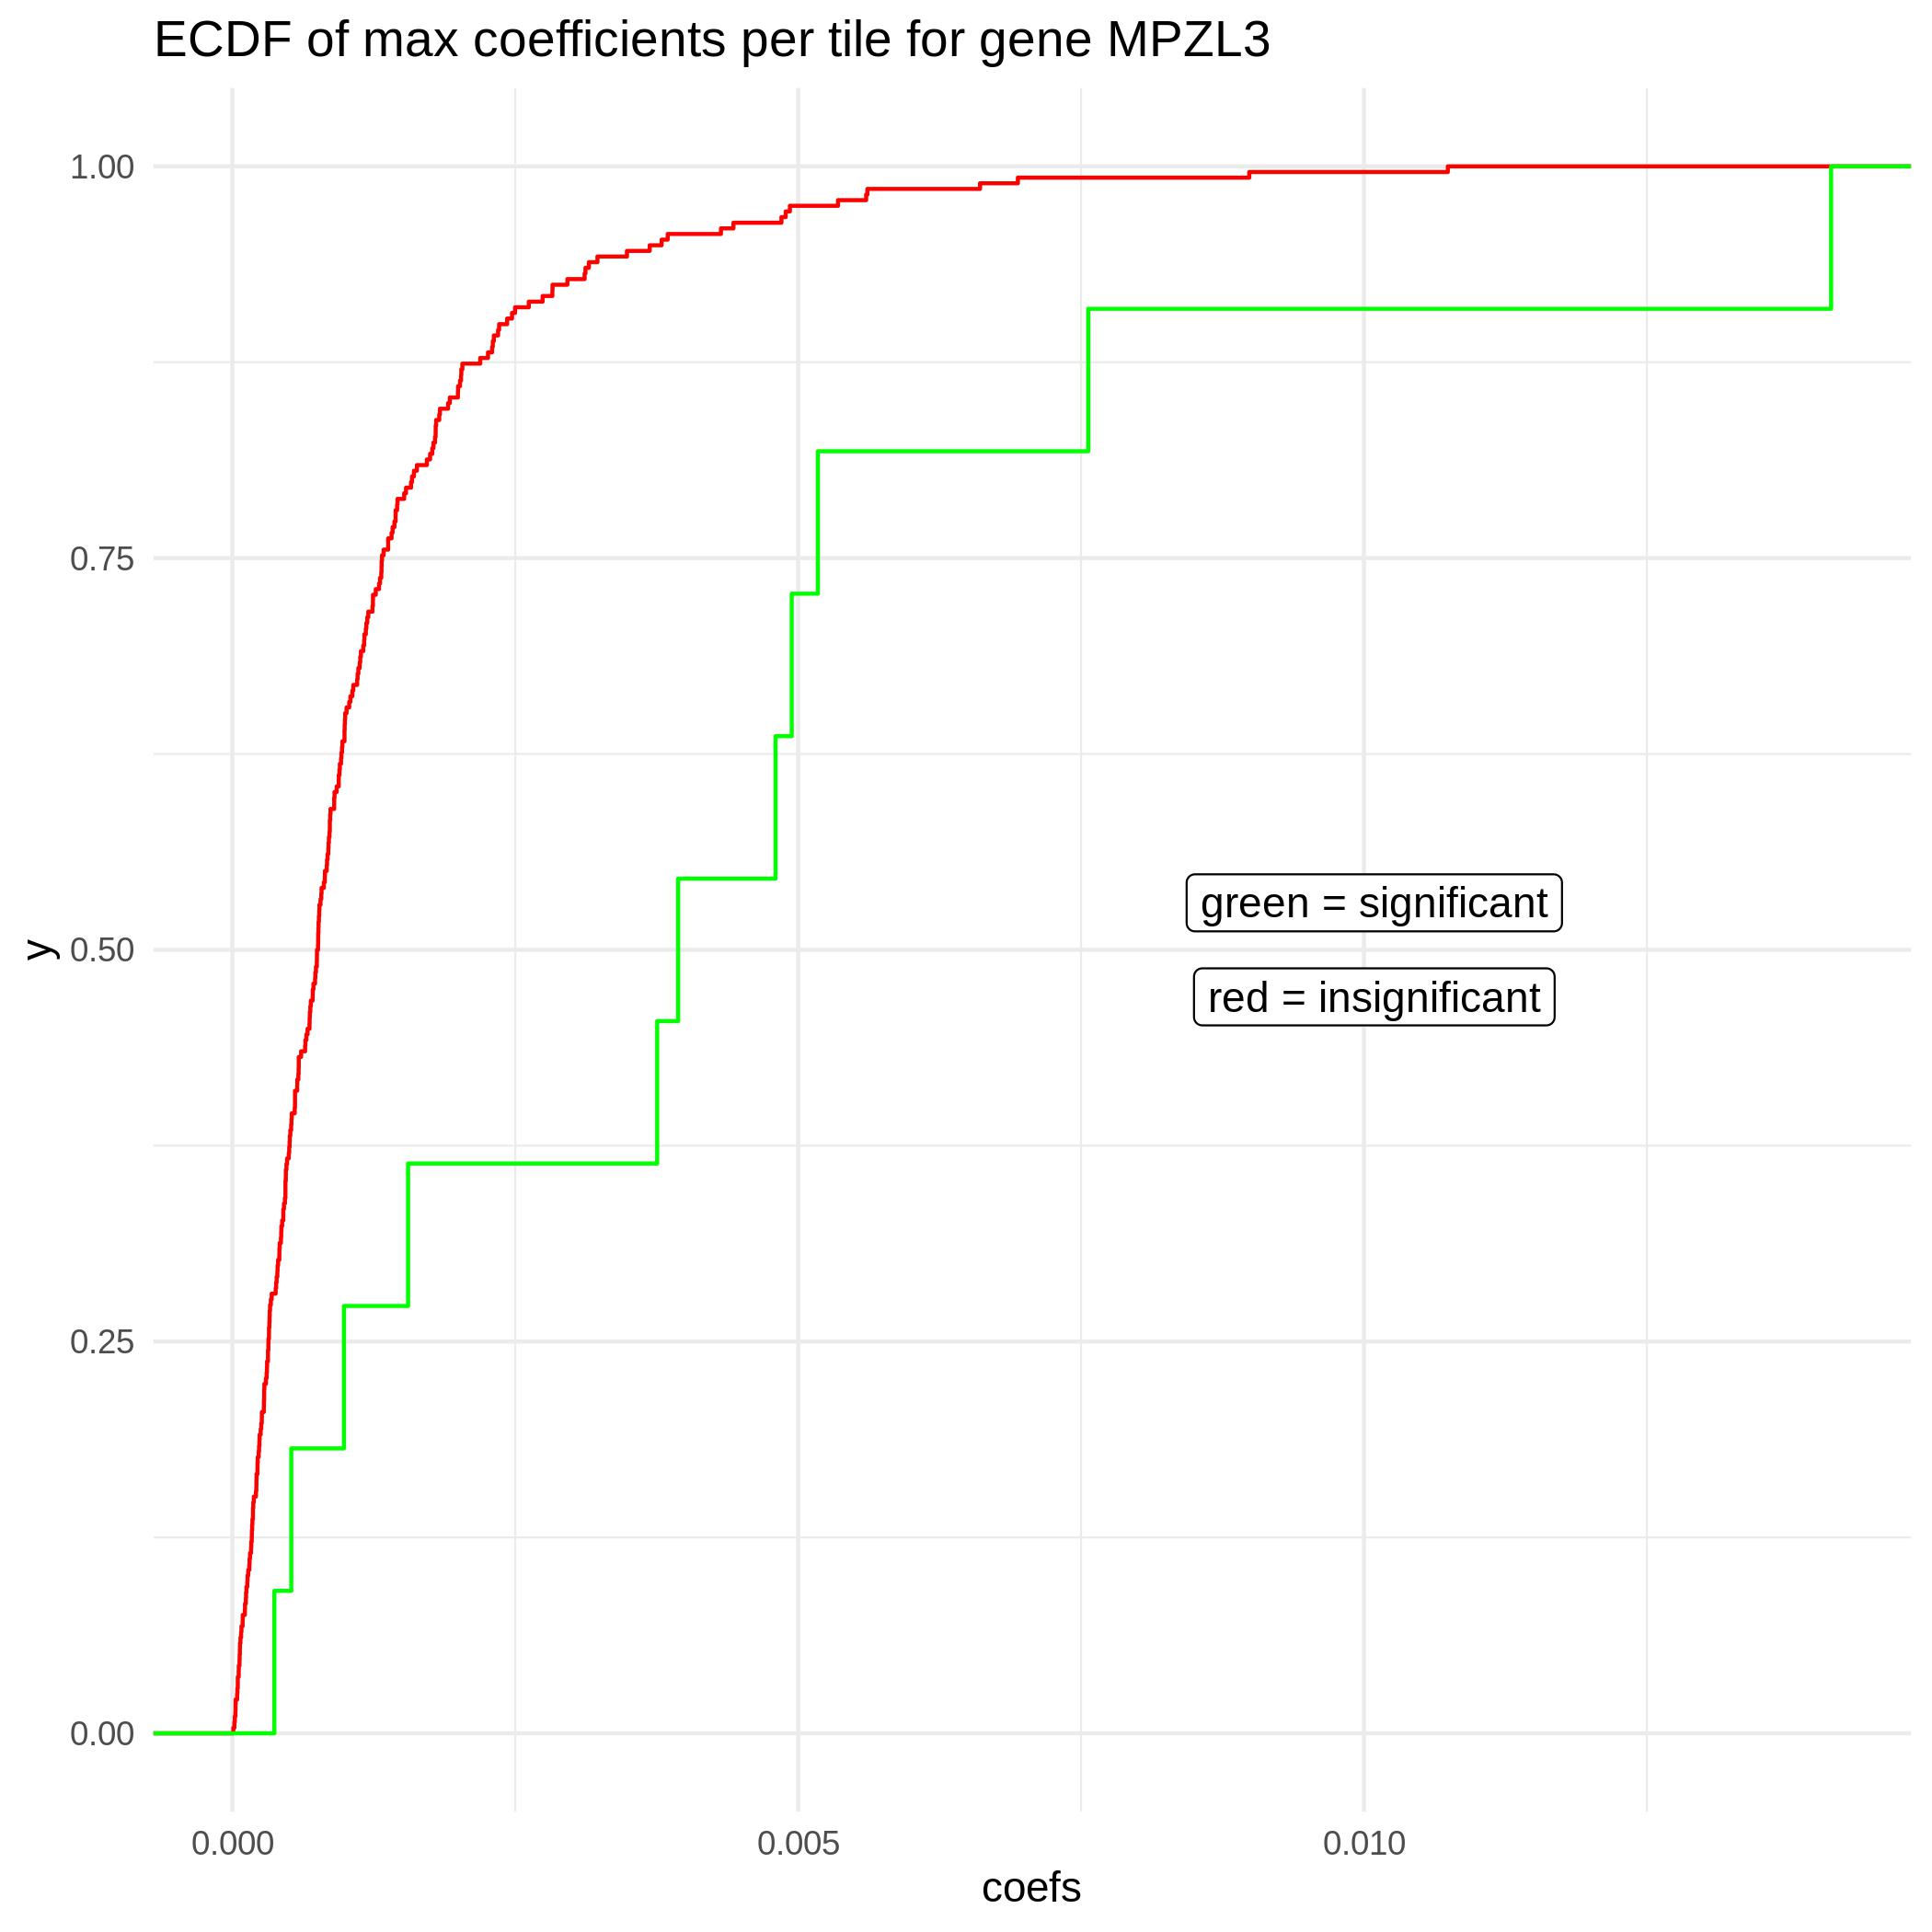 ECDF of max coefficients per tile for gene MPZL3
1.00
0.75
0.50
0.25
0.00
y
green = significant
red = insignificant
0.000
0.005
0.010
coefs